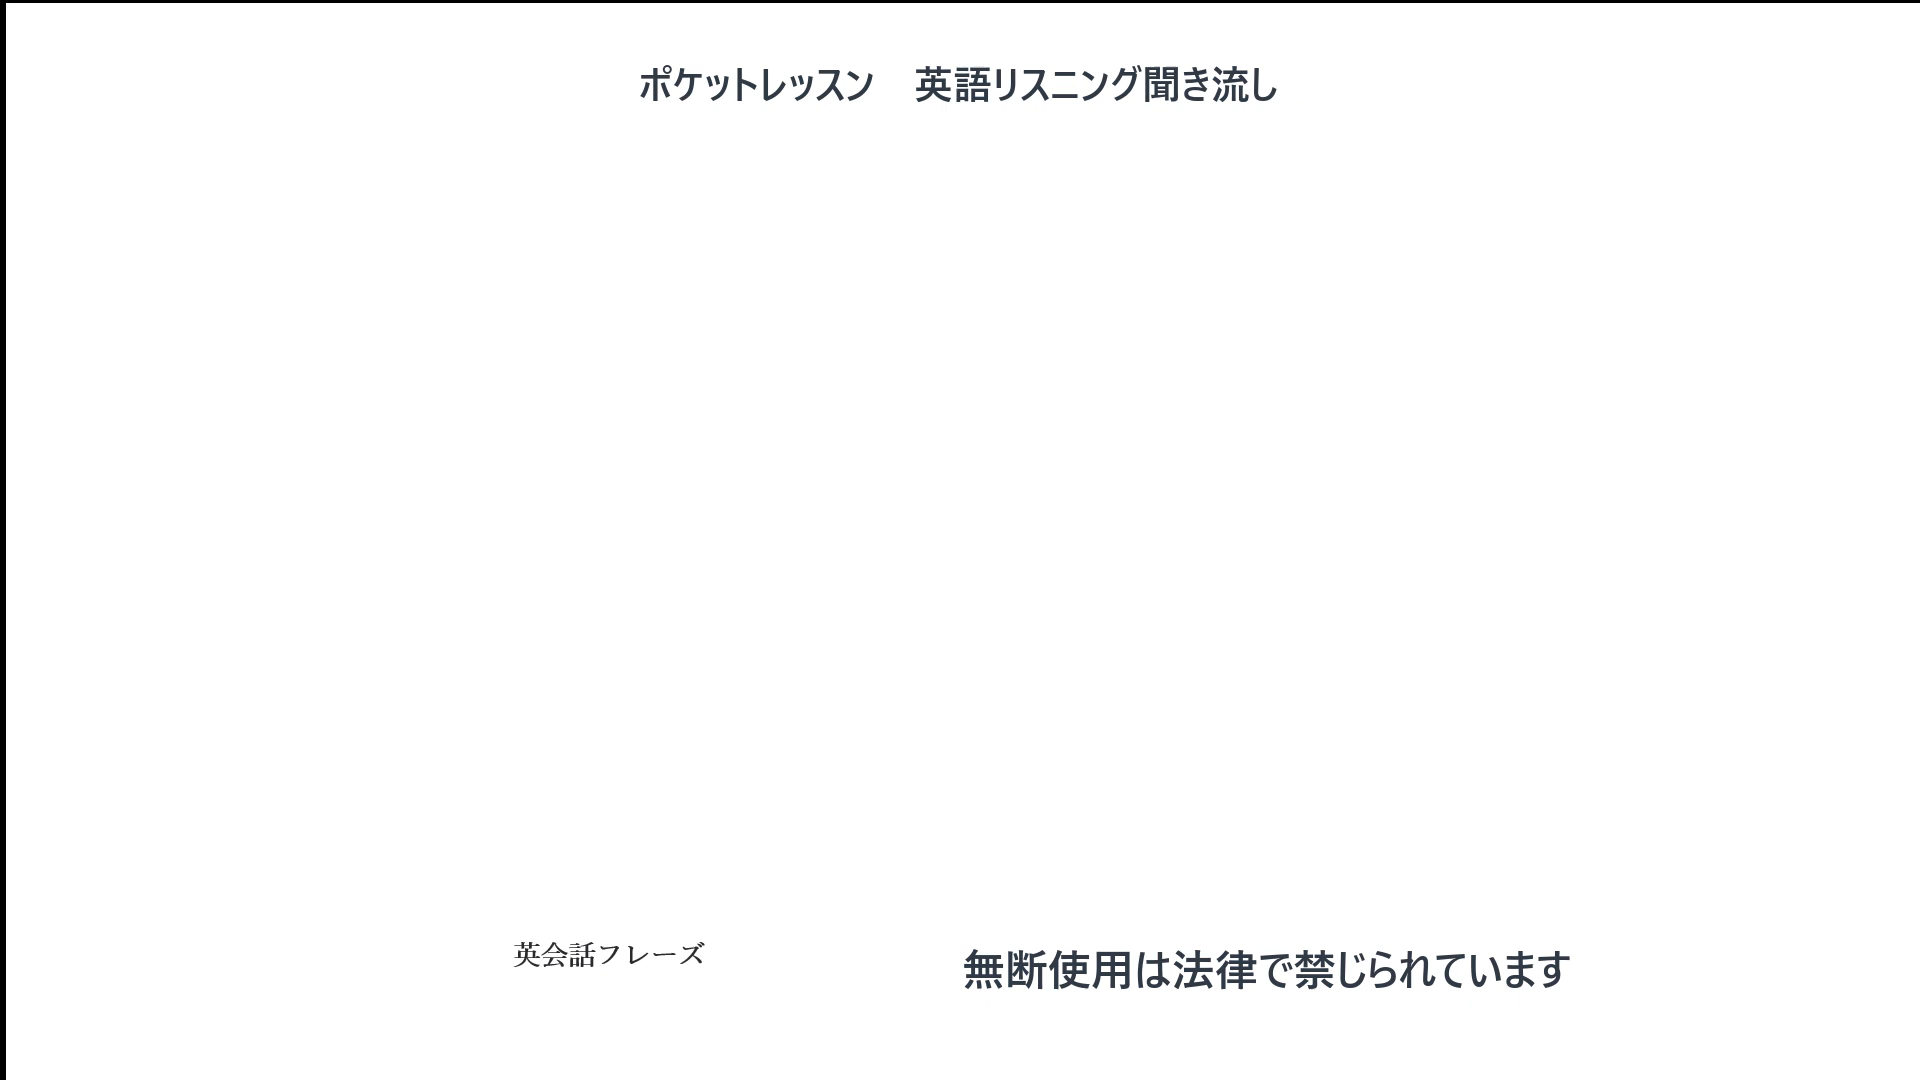 ポケットレッスン　英語リスニング聞き流し
英会話フレーズ
無断使用は法律で禁じられています